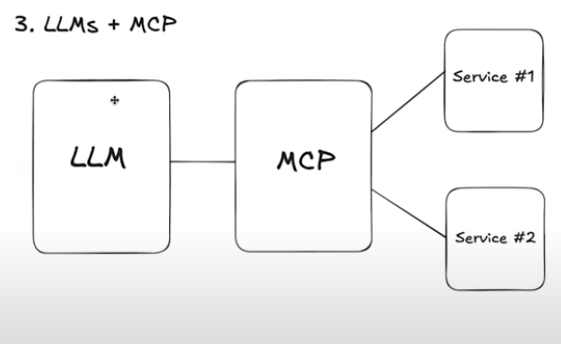 3. LLMs + MCP
LLM
MCP
Service #1
Service #2